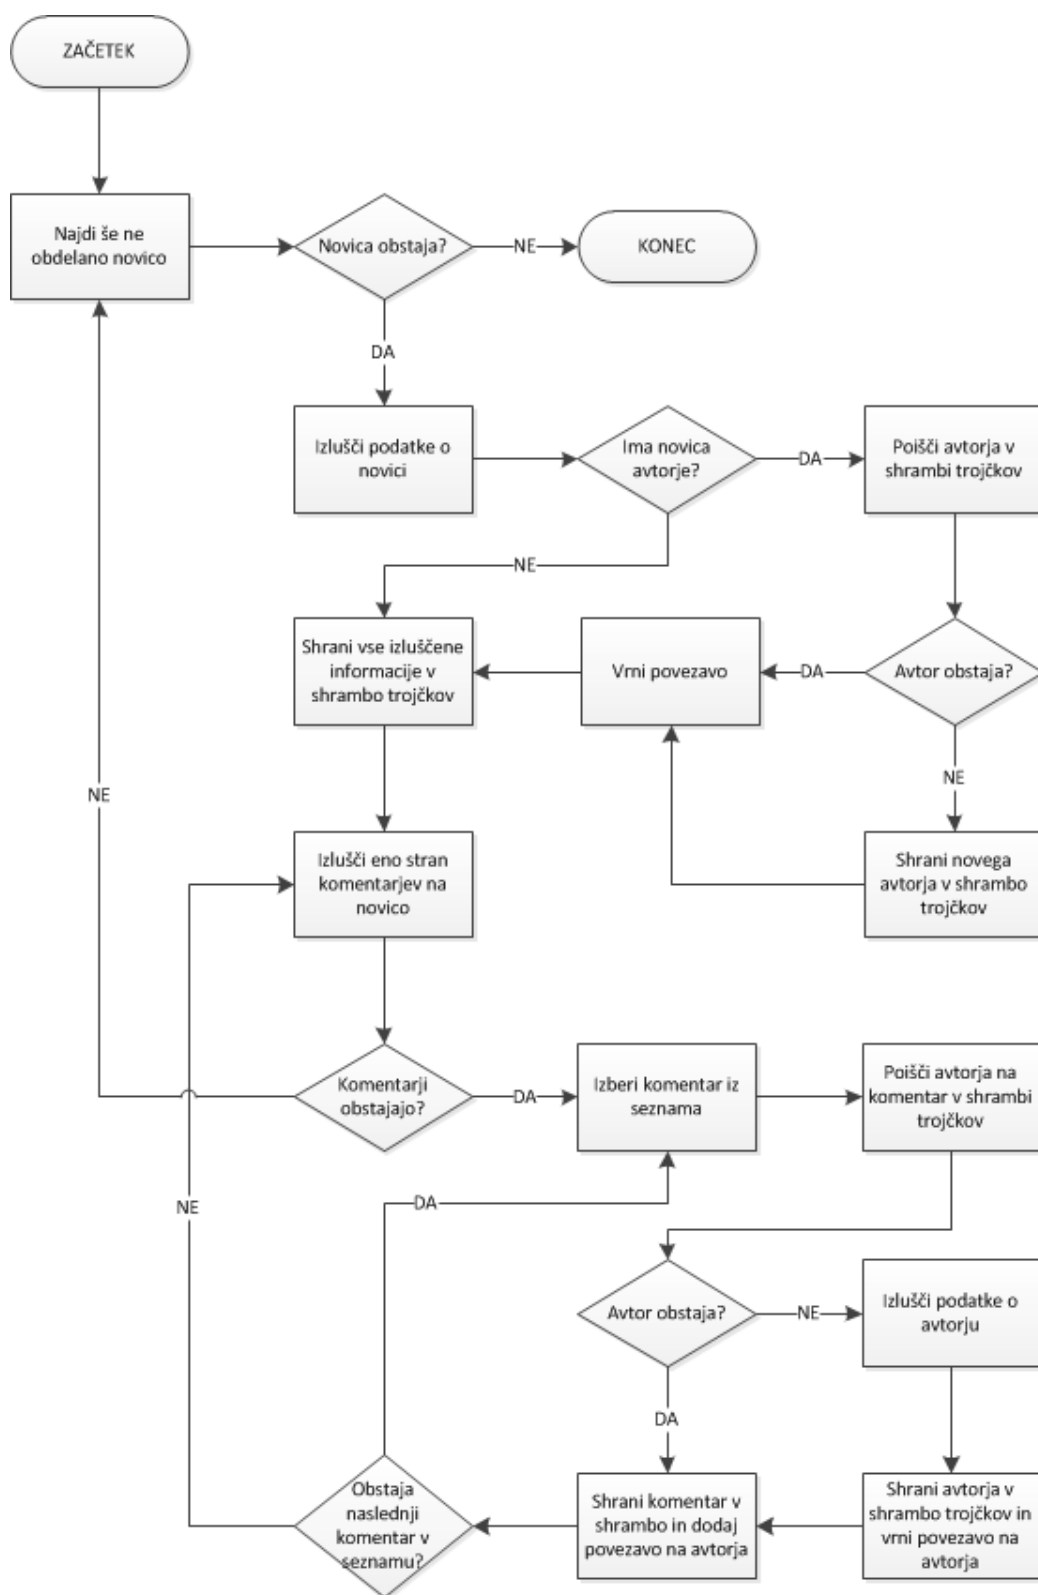 ZAČETEK
Najdi še ne
obdelano novico
Novica obstaja?
NE
KONEC
DA
Izlušči podatke o
novici
Ima novica
avtorje?
DA
Poišči avtorja v
shrambi trojčkov
NE
Shrani vse izluščene
informacije v
shrambo trojčkov
Vrni povezavo
DA
Avtor obstaja?
NE
NE
Izlušči eno stran
komentarjev na
novico
Shrani novega
avtorja v shrambo
trojčkov
Komentarji
obstajajo?
DA
Izberi komentar iz
seznama
Poišči avtorja na
komentar v shrambi
trojčkov
NE
DA
Avtor obstaja?
NE
Izlušči podatke o
avtorju
DA
Obstaja
naslednji
komentar v
seznamu?
Shrani komentar v
shrambo in dodaj
povezavo na avtorja
Shrani avtorja v
shrambo trojčkov in
vrni povezavo na
avtorja